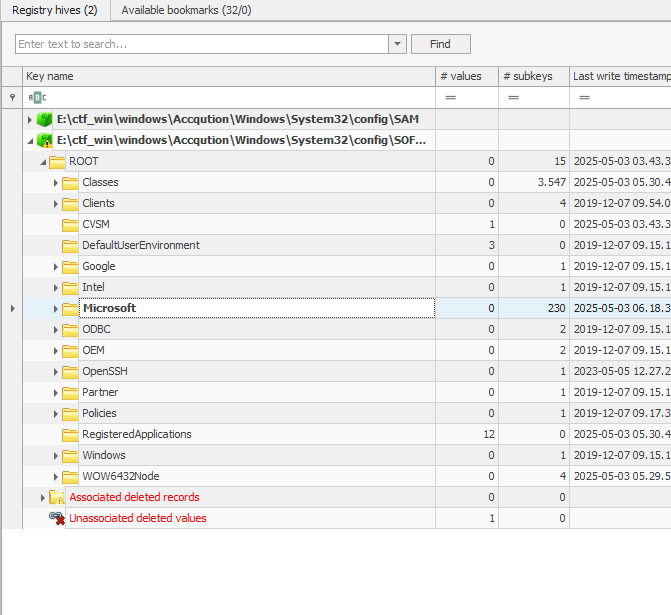 Registry hives (2) Available bookmarks (32/0)
Enter text to search... Find
Key name # values # subkeys Last write timestamp
ABC = = =
E:\ctf_win\windows\Accqution\Windows\System32\config\SAM
E:\ctf_win\windows\Accqution\Windows\System32\config\SOF...
ROOT 0 15 2025-05-03 03.43.3
Classes 0 3.547 2025-05-03 05.30.4
Clients 0 4 2019-12-07 09.54.0
CVSM 1 0 2025-05-03 03.43.3
DefaultUserEnvironment 3 0 2019-12-07 09.15.1
Google 0 1 2019-12-07 09.15.1
Intel 0 1 2019-12-07 09.15.1
Microsoft 0 230 2025-05-03 06.18.3
ODBC 0 2 2019-12-07 09.15.1
OEM 0 2 2019-12-07 09.15.1
OpenSSH 0 1 2023-05-05 12.27.2
Partner 0 1 2019-12-07 09.15.1
Policies 0 1 2019-12-07 09.17.3
RegisteredApplications 12 0 2025-05-03 05.30.4
Windows 0 1 2019-12-07 09.15.1
WOW6432Node 0 4 2025-05-03 05.29.5
Associated deleted records 0 0
Unassociated deleted values 1 0